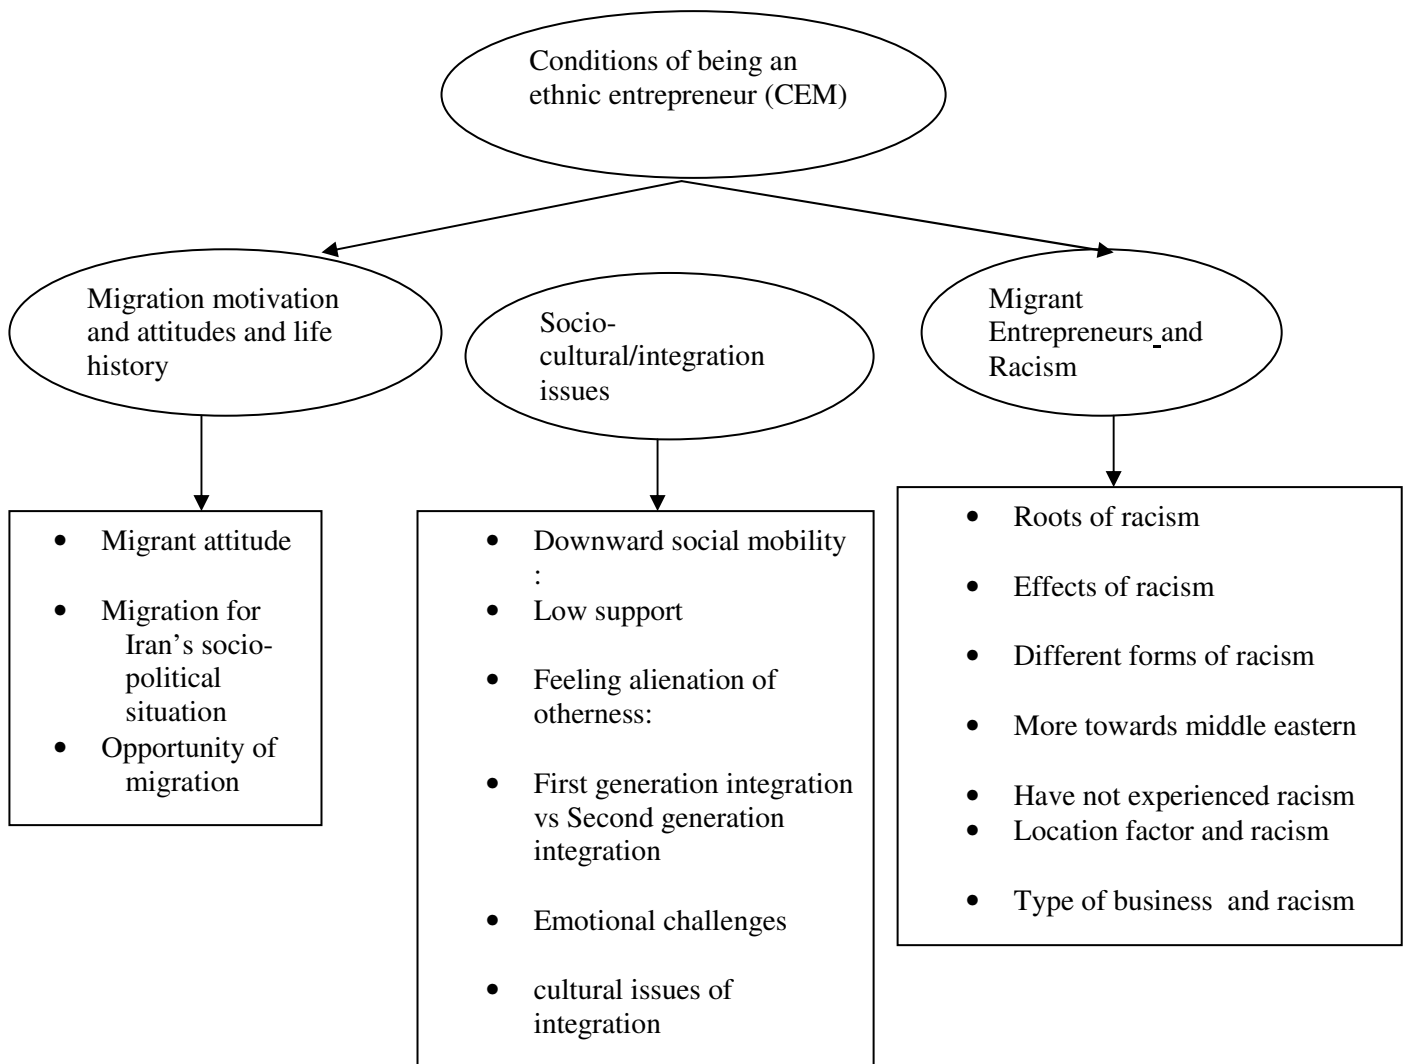 Conditions of being an
ethnic entrepreneur (CEM)
Migration motivation
and attitudes and life
history
Socio-
cultural/integration
issues
Migrant
Entrepreneurs and
Racism
• Migrant attitude
• Migration for
Iran’s socio-
political
situation
• Opportunity of
migration
• Downward social mobility
:
• Low support
• Feeling alienation of
otherness:
• First generation integration
vs Second generation
integration
• Emotional challenges
• cultural issues of
integration
• Roots of racism
• Effects of racism
• Different forms of racism
• More towards middle eastern
• Have not experienced racism
• Location factor and racism
• Type of business  and racism